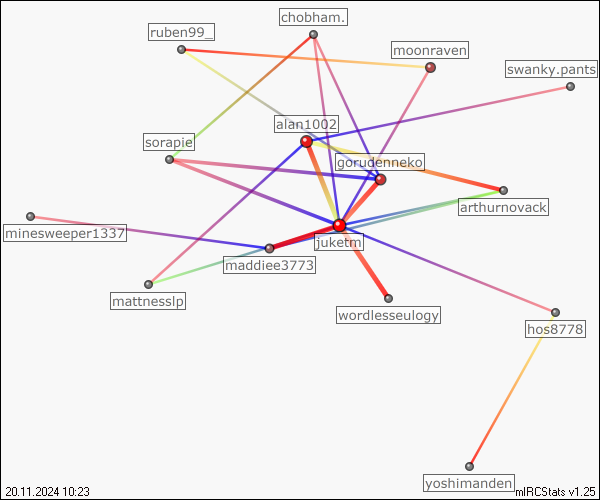 chobham.
ruben99_
moonraven
swanky.pants
alan1002
sorapie
gorudenneko
arthurnovack
minesweeper1337
juketm
maddiee3773
mattnesslp
wordlesseulogy
hos8778
yoshimanden
20.11.2024 10:23
mIRCStats v1.25